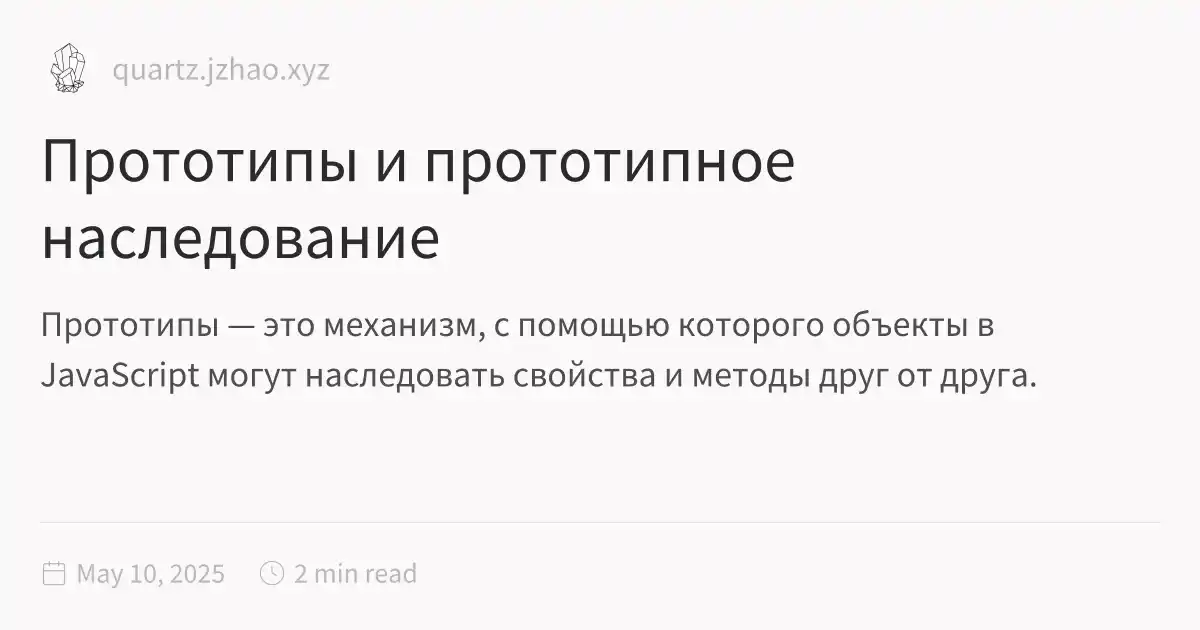 quartz.jzhao.xyz
Прототипы и прототипное
наследование
Прототипы — это механизм, с помощью которого объекты в
JavaScript могут наследовать свойства и методы друг от друга.
May 10, 2025 2 min read